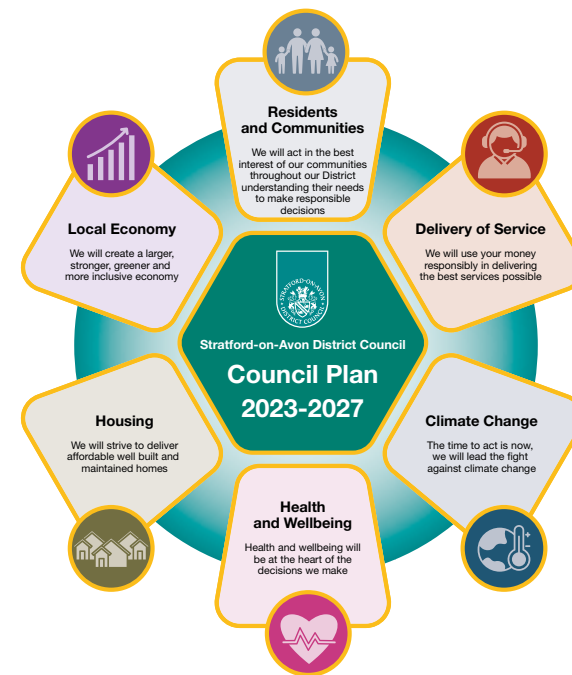 Residents
and Communities
We will act in the best
interest of our communities
throughout our District
understanding their needs
to make responsible
decisions
Local Economy
We will create a larger,
stronger, greener and
more inclusive economy
Delivery of Service
We will use your money
responsibly in delivering
the best services possible
STRATFORD-ON-AVON
DISTRICT COUNCIL
Stratford-on-Avon District Council
Council Plan
2023-2027
Housing
We will strive to deliver
affordable well built and
maintained homes
Climate Change
The time to act is now,
we will lead the fight
against climate change
Health
and Wellbeing
Health and wellbeing will
be at the heart of the
decisions we make